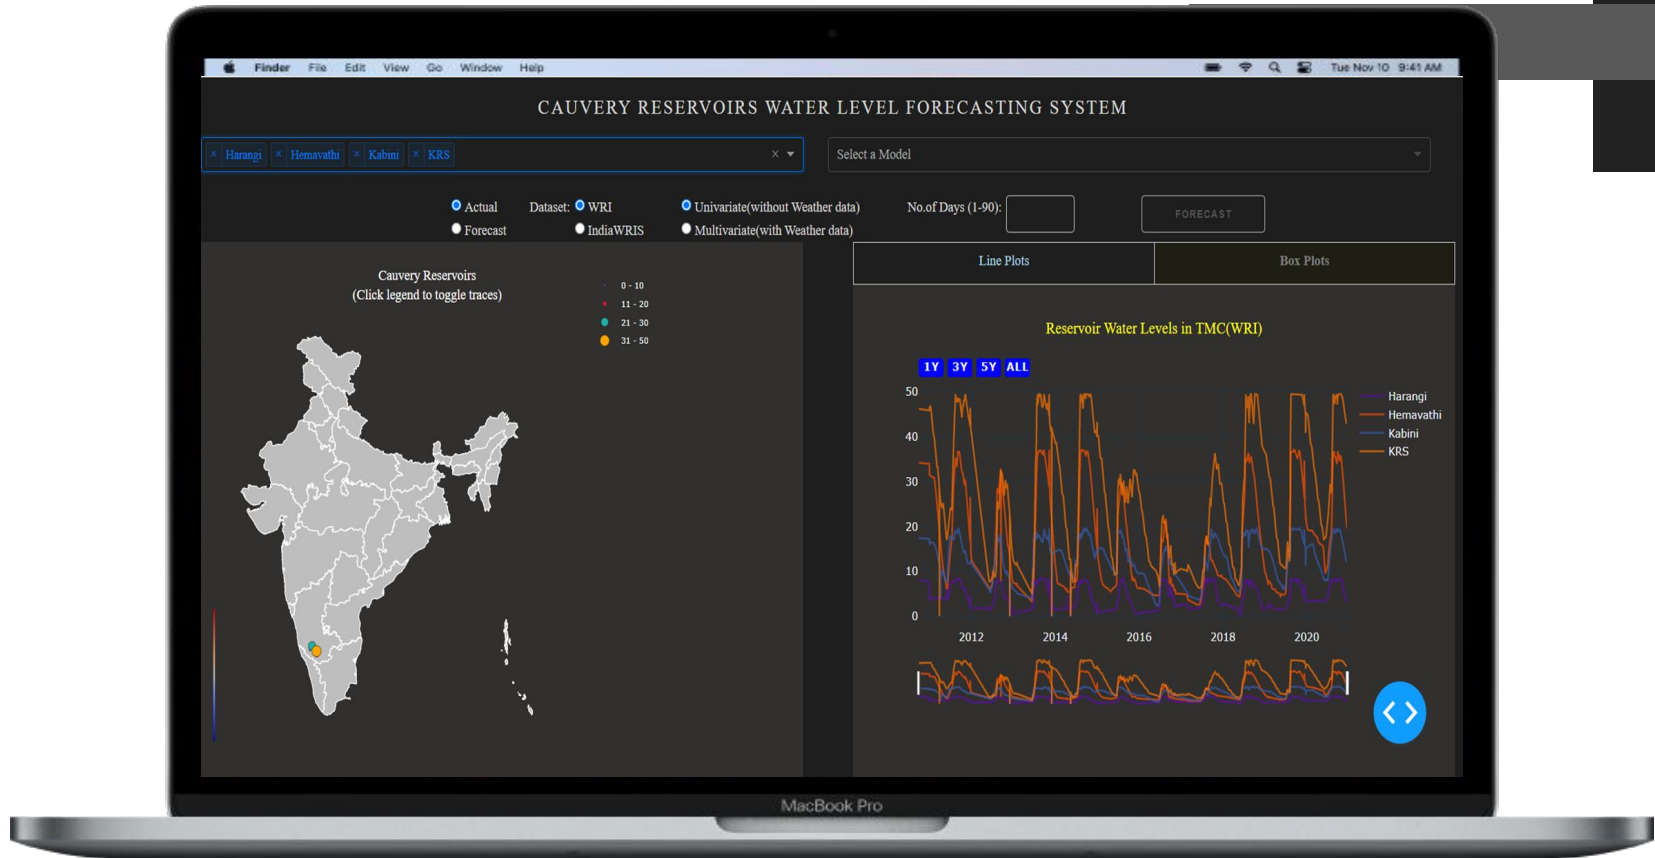 Finder File Edit View Go Window Help Tue Nov 10 9:41 AM
CAUVERY RESERVOIRS WATER LEVEL FORECASTING SYSTEM
× Harangi × Hemavathi × Kabini × KRS ×
Select a Model
Actual Dataset: WRI Univariate(without Weather data) No.of Days (1-90): FORECAST
Forecast IndiaWRIS Multivariate(with Weather data)
Cauvery Reservoirs
(Click legend to toggle traces)
0 - 10
11 - 20
21 - 30
31 - 50
Line Plots Box Plots
Reservoir Water Levels in TMC(WRI)
1Y 3Y 5Y ALL
50
40
30
20
10
0
2012 2014 2016 2018 2020
Harangi
Hemavathi
Kabini
KRS
MacBook Pro